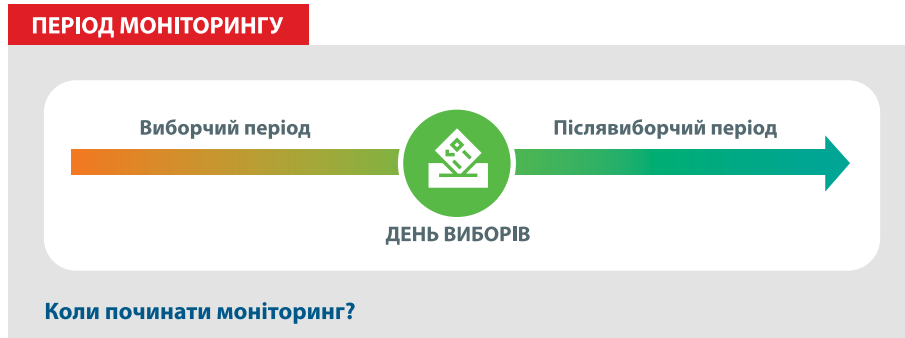 ПЕРІОД МОНІТОРИНГУ
Виборчий період
Післявиборчий період
ДЕНЬ ВИБОРІВ
Коли починати моніторинг?